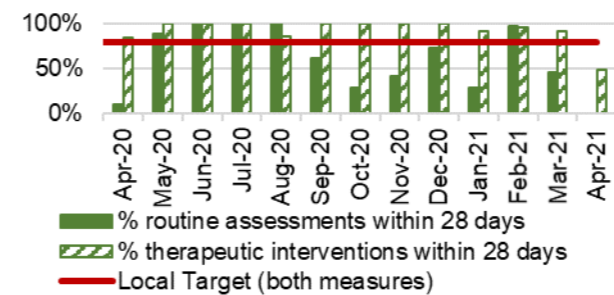 100%
50%
0%
Apr-20
May-20
Jun-20
Jul-20
Aug-20
Sep-20
Oct-20
Nov-20
Dec-20
Jan-21
Feb-21
Mar-21
Apr-21
% routine assessments within 28 days
% therapeutic interventions within 28 days
Local Target (both measures)